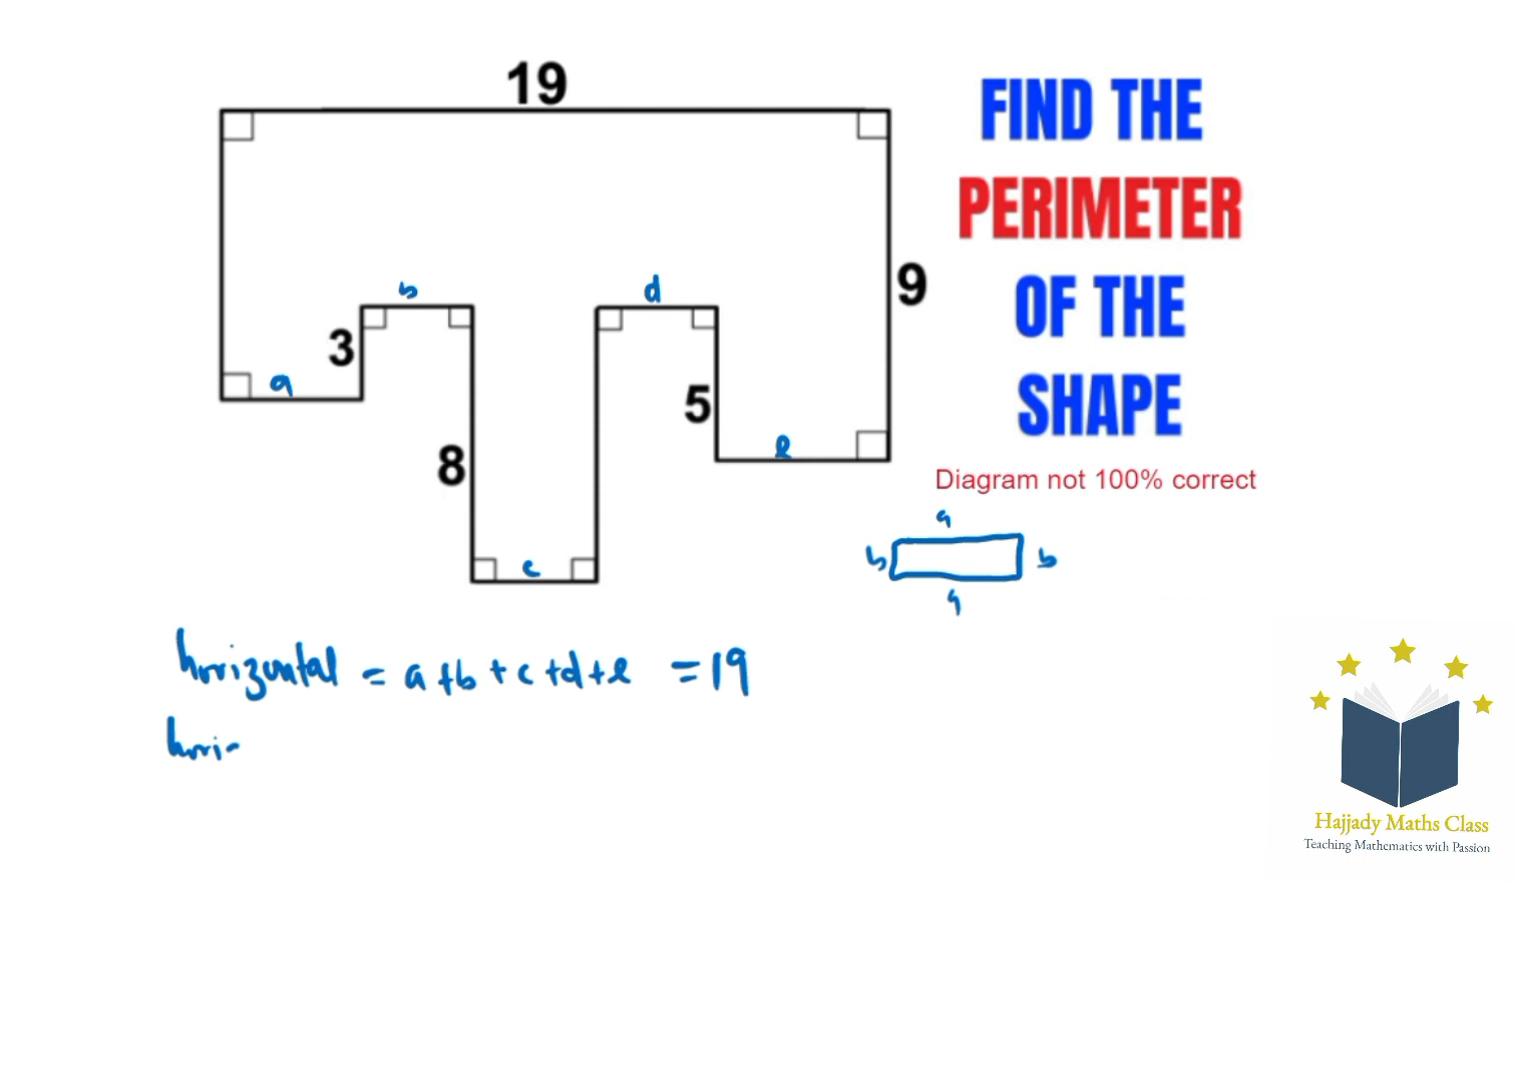 19
FIND THE
PERIMETER
OF THE
SHAPE
Diagram not 100% correct
b
d
9
3
a
5
8
e
c
a
b
b
a
horizontal = a+b+c+d+e = 19
hori-
Hajjady Maths Class
Teaching Mathematics with Passion